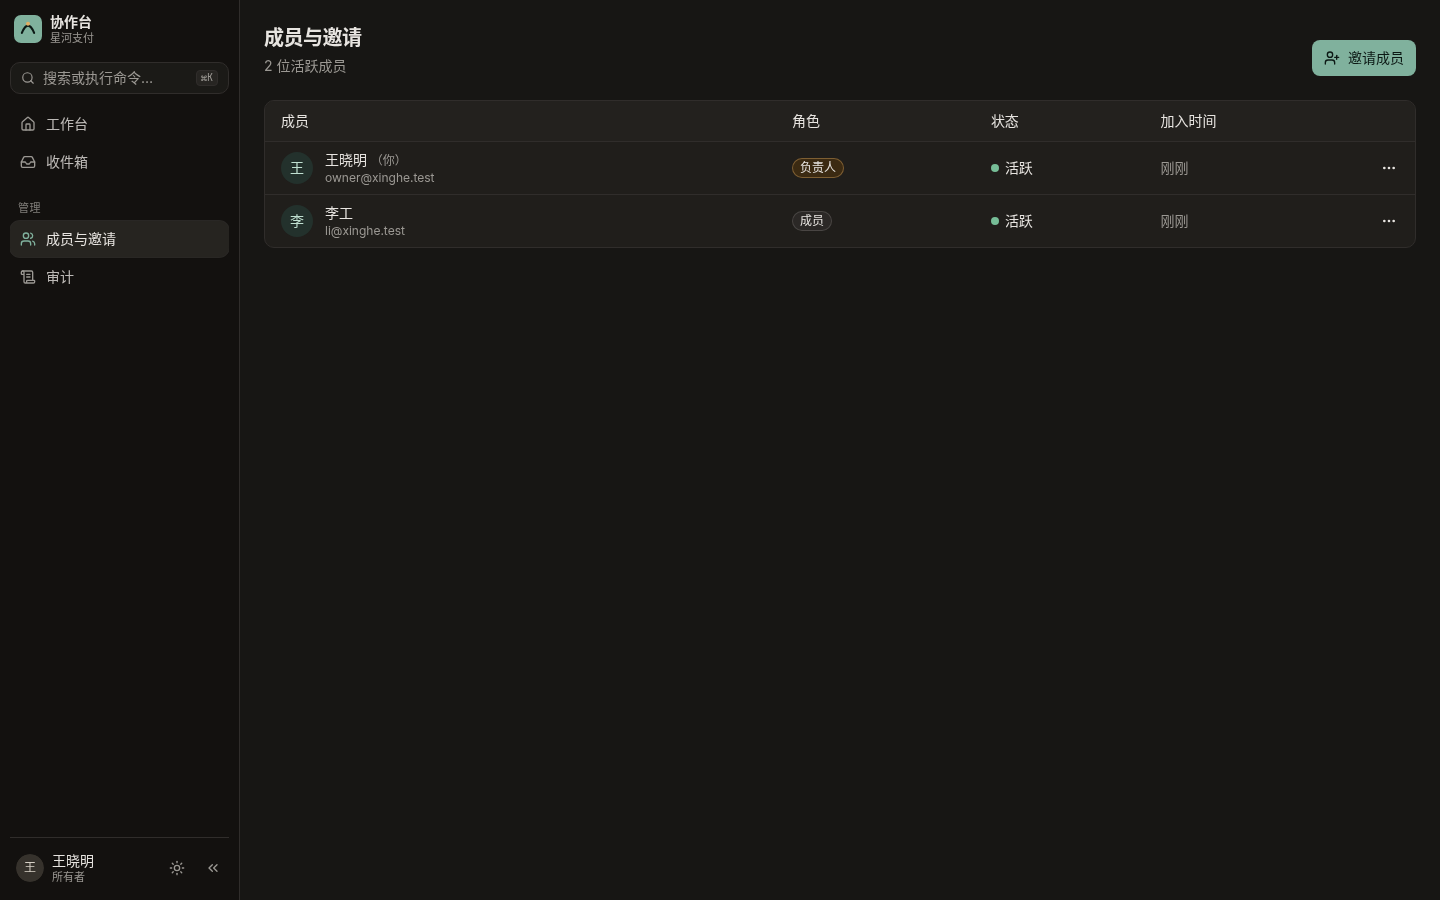 协作台
星河支付
搜索或执行命令... ⌘K
工作台
收件箱
管理
成员与邀请
审计
王
王晓明
所有者
成员与邀请
2 位活跃成员
邀请成员
成员 角色 状态 加入时间
王 王晓明 （你） 负责人 活跃 刚刚
owner@xinghe.test
李 李工 成员 活跃 刚刚
li@xinghe.test